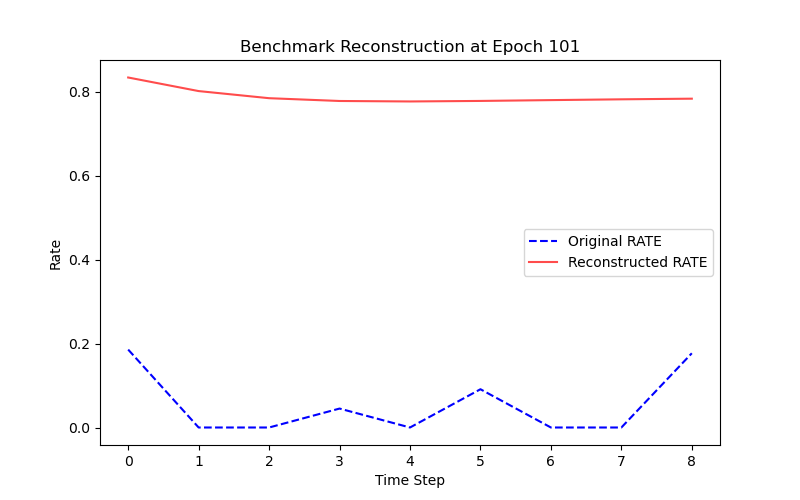 Benchmark Reconstruction at Epoch 101
0.8
0.6
0.4
0.2
0.0
Rate
Original RATE
Reconstructed RATE
0 1 2 3 4 5 6 7 8
Time Step